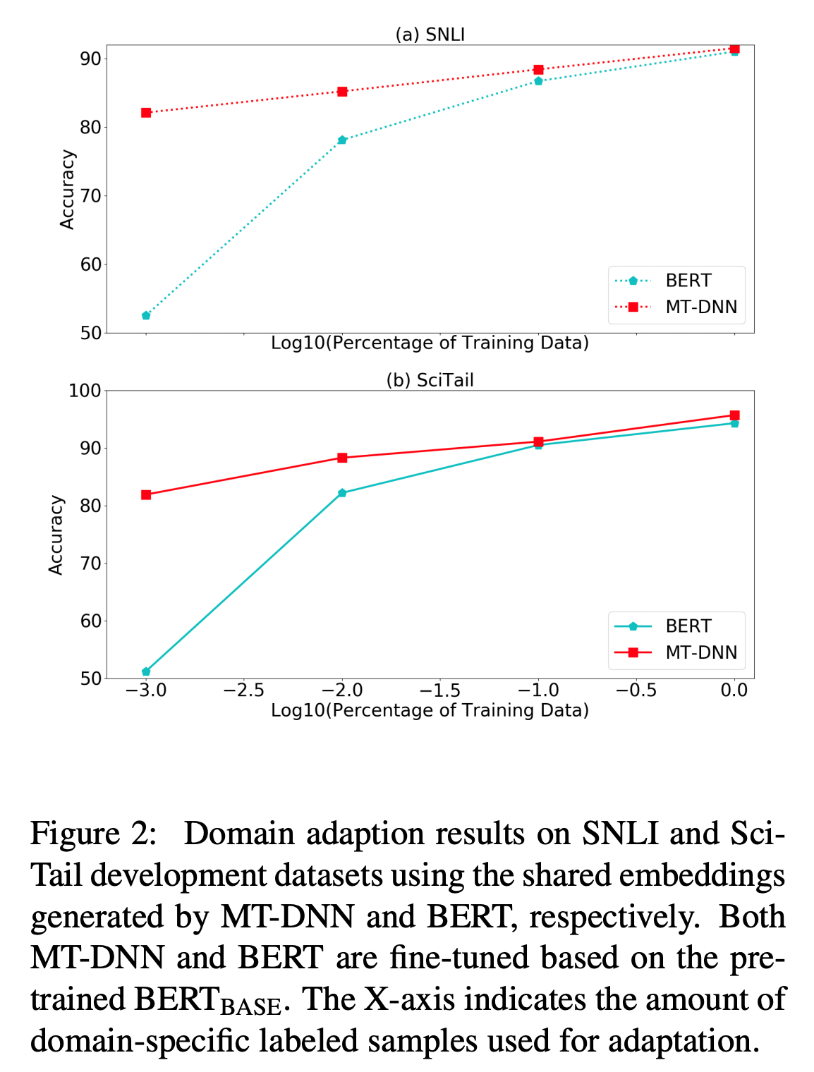 (a) SNLI
90
80
70
60
50
Accuracy
BERT
MT-DNN
Log10(Percentage of Training Data)
(b) SciTail
100
90
80
70
60
50
Accuracy
BERT
MT-DNN
−3.0 −2.5 −2.0 −1.5 −1.0 −0.5 0.0
Log10(Percentage of Training Data)
Figure 2: Domain adaption results on SNLI and Sci-
Tail development datasets using the shared embeddings
generated by MT-DNN and BERT, respectively. Both
MT-DNN and BERT are fine-tuned based on the pre-
trained BERTBASE. The X-axis indicates the amount of
domain-specific labeled samples used for adaptation.